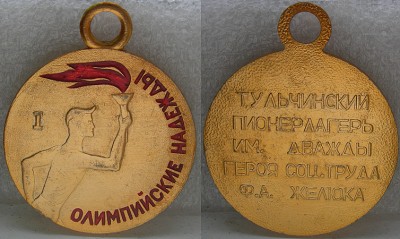 I
ОЛИМПИЙСКИЕ НАДЕЖДЫ
ТУЛЬЧИНСКИЙ
ПИОНЕРЛАГЕРЬ
ИМ. ДВАЖДЫ
ГЕРОЯ СОЦ.ТРУДА
Ф.А. ЖЕЛЮКА